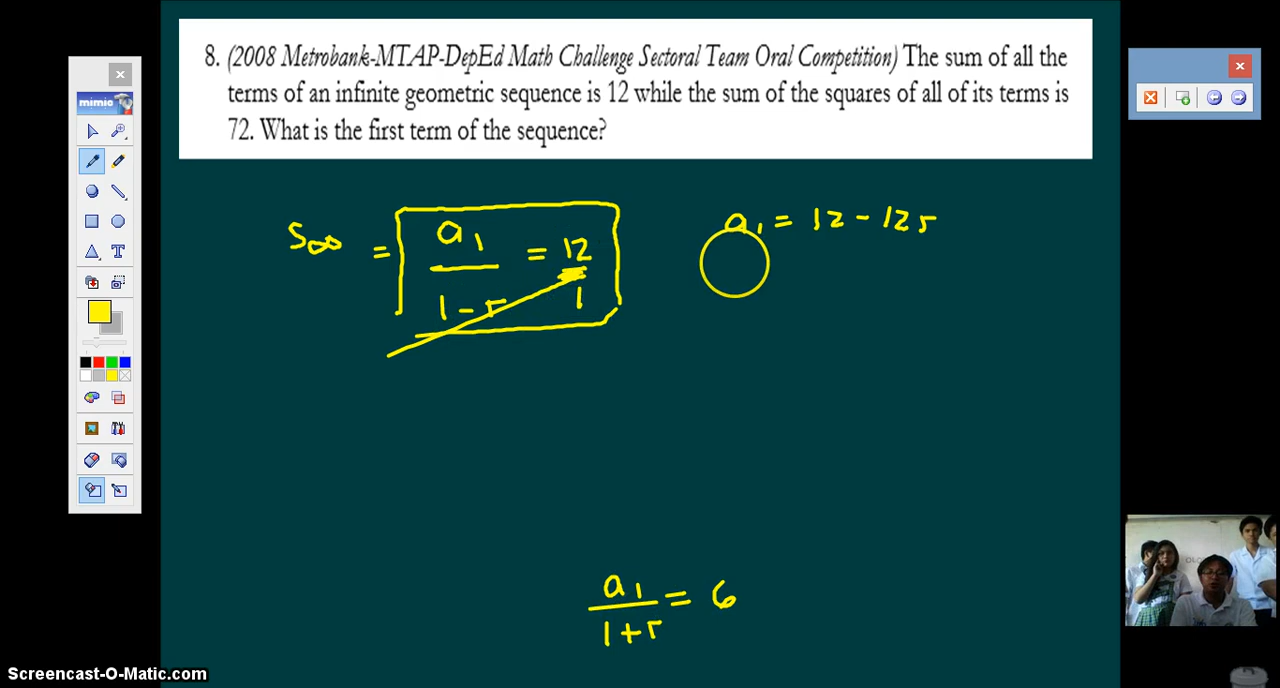 8. (2008 Metrobank-MTAP-DepEd Math Challenge Sectoral Team Oral Competition) The sum of all the
terms of an infinite geometric sequence is 12 while the sum of the squares of all of its terms is
72. What is the first term of the sequence?
mimio
S∞ = a₁ / 1-r = 12 / 1
a₁ = 12 - 12r
T
a₁ / 1+r = 6
Screencast-O-Matic.com